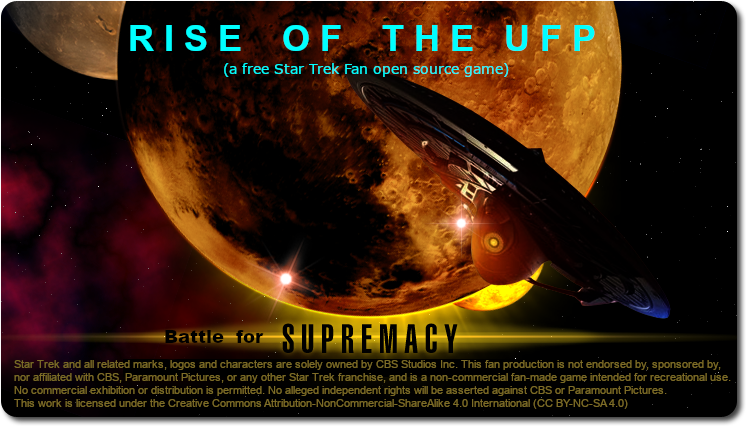 RISE OF THE UFP
(a free Star Trek Fan open source game)
Battle for SUPREMACY
Star Trek and all related marks, logos and characters are solely owned by CBS Studios Inc. This fan production is not endorsed by, sponsored by,
nor affiliated with CBS, Paramount Pictures, or any other Star Trek franchise, and is a non-commercial fan-made game intended for recreational use.
No commercial exhibition or distribution is permitted. No alleged independent rights will be asserted against CBS or Paramount Pictures.
This work is licensed under the Creative Commons Attribution-NonCommercial-ShareAlike 4.0 International (CC BY-NC-SA 4.0)